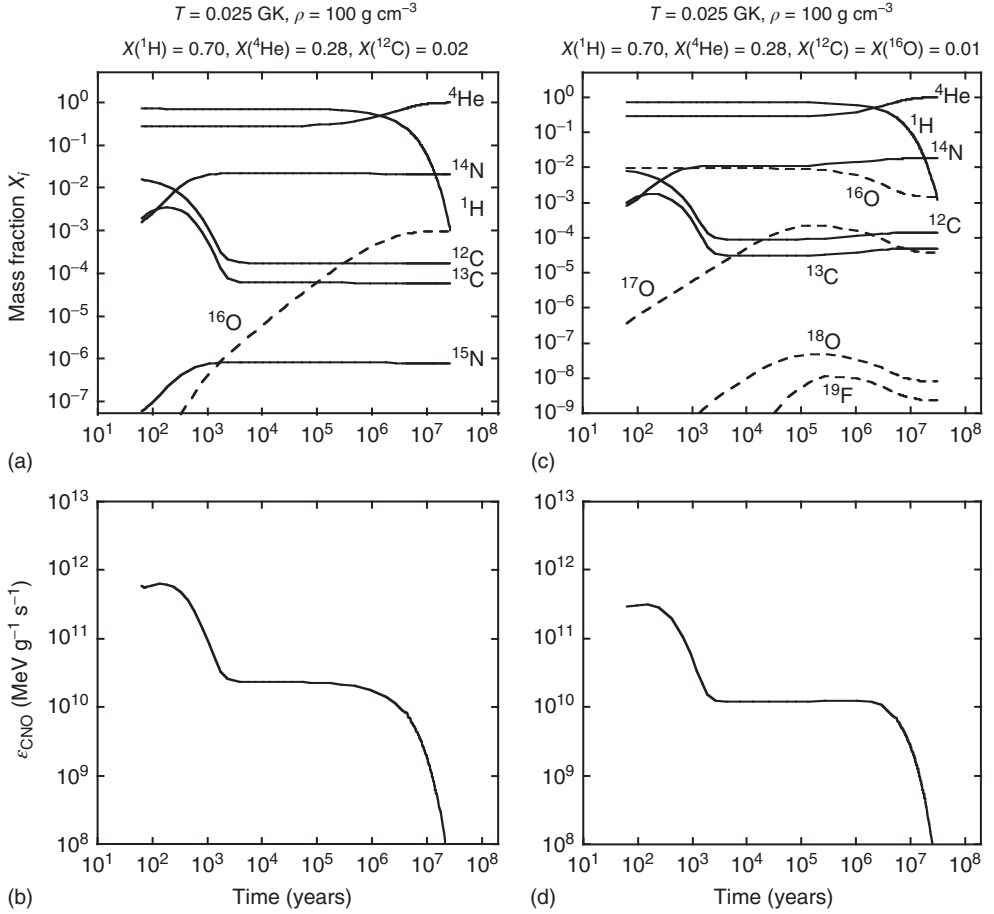 T = 0.025 GK, ρ = 100 g cm⁻³
X(¹H) = 0.70, X(⁴He) = 0.28, X(¹²C) = 0.02
Mass fraction Xᵢ
10⁰
10⁻¹
10⁻²
10⁻³
10⁻⁴
10⁻⁵
10⁻⁶
10⁻⁷
⁴He
¹⁴N
¹H
¹²C
¹³C
¹⁶O
¹⁵N
10¹ 10² 10³ 10⁴ 10⁵ 10⁶ 10⁷ 10⁸
(a)
T = 0.025 GK, ρ = 100 g cm⁻³
X(¹H) = 0.70, X(⁴He) = 0.28, X(¹²C) = X(¹⁶O) = 0.01
10⁰
10⁻¹
10⁻²
10⁻³
10⁻⁴
10⁻⁵
10⁻⁶
10⁻⁷
10⁻⁸
10⁻⁹
⁴He
¹H
¹⁴N
¹⁶O
¹²C
¹³C
¹⁷O
¹⁸O
¹⁹F
10¹ 10² 10³ 10⁴ 10⁵ 10⁶ 10⁷ 10⁸
(c)
εCNO (MeV g⁻¹ s⁻¹)
10¹³
10¹²
10¹¹
10¹⁰
10⁹
10⁸
10¹ 10² 10³ 10⁴ 10⁵ 10⁶ 10⁷ 10⁸
(b)
Time (years)
10¹³
10¹²
10¹¹
10¹⁰
10⁹
10⁸
10¹ 10² 10³ 10⁴ 10⁵ 10⁶ 10⁷ 10⁸
(d)
Time (years)